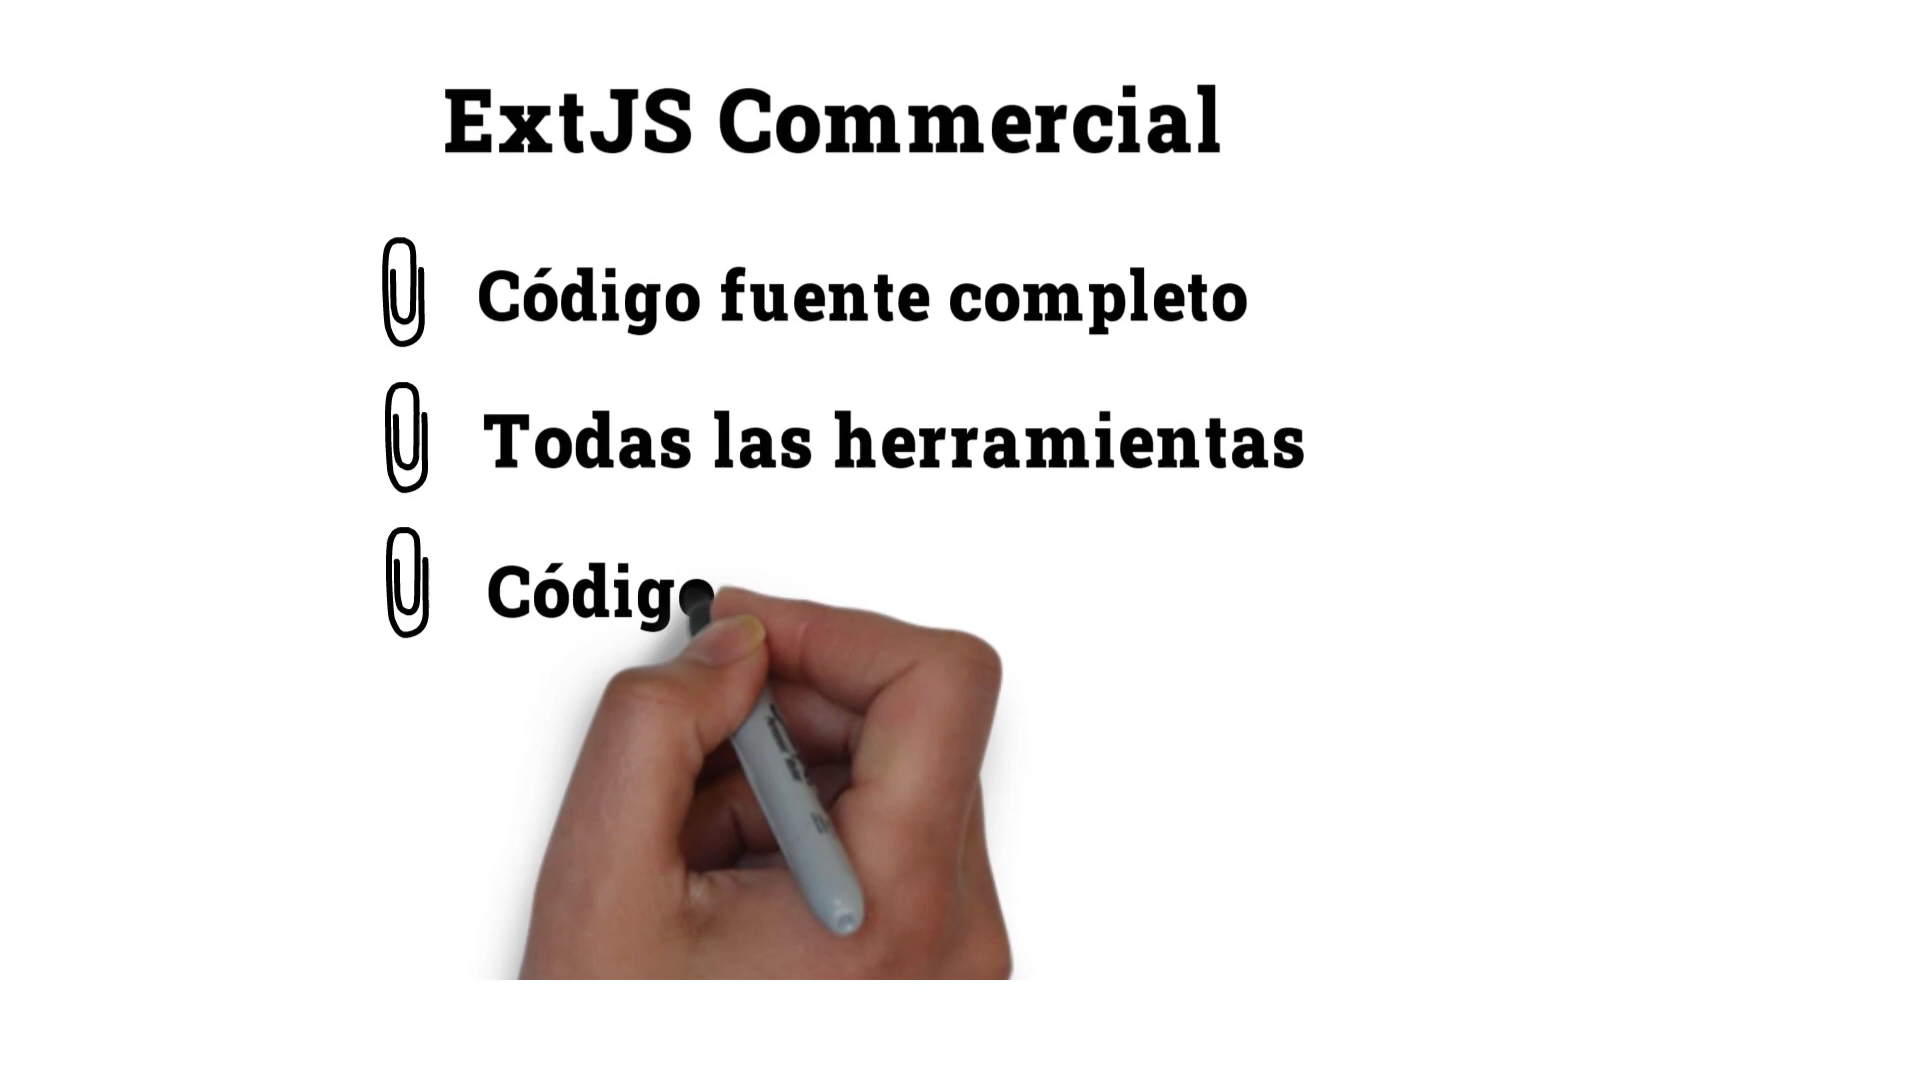 ExtJS Commercial
Código fuente completo
Todas las herramientas
Código